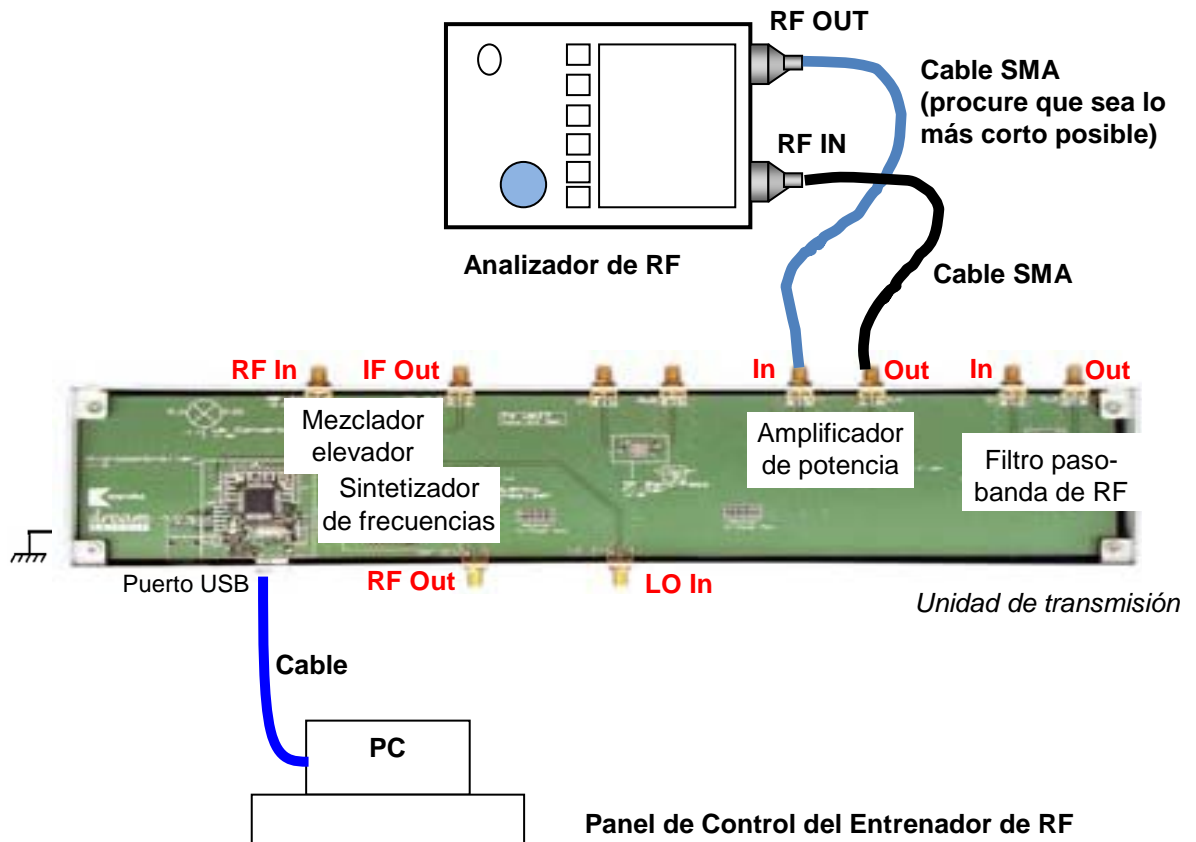 RF OUT
Cable SMA
(procure que sea lo
más corto posible)
RF IN
Analizador de RF
Cable SMA
RF In
IF Out
In
Out
In
Out
Mezclador
elevador
Amplificador
de potencia
Filtro paso-
banda de RF
Sintetizador
de frecuencias
Puerto USB
RF Out
LO In
Unidad de transmisión
Cable
PC
Panel de Control del Entrenador de RF